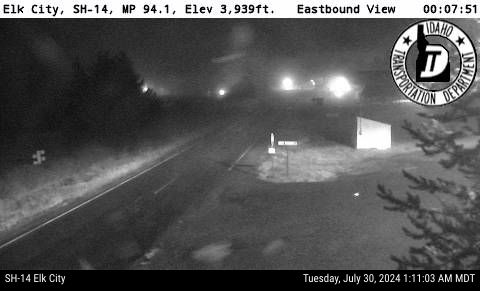 Elk City, SH-14, MP 94.1, Elev 3,939ft. Eastbound View 00:07:51
IDAHO
TRANSPORTATION DEPARTMENT
SH-14 Elk City Tuesday, July 30, 2024 1:11:03 AM MDT